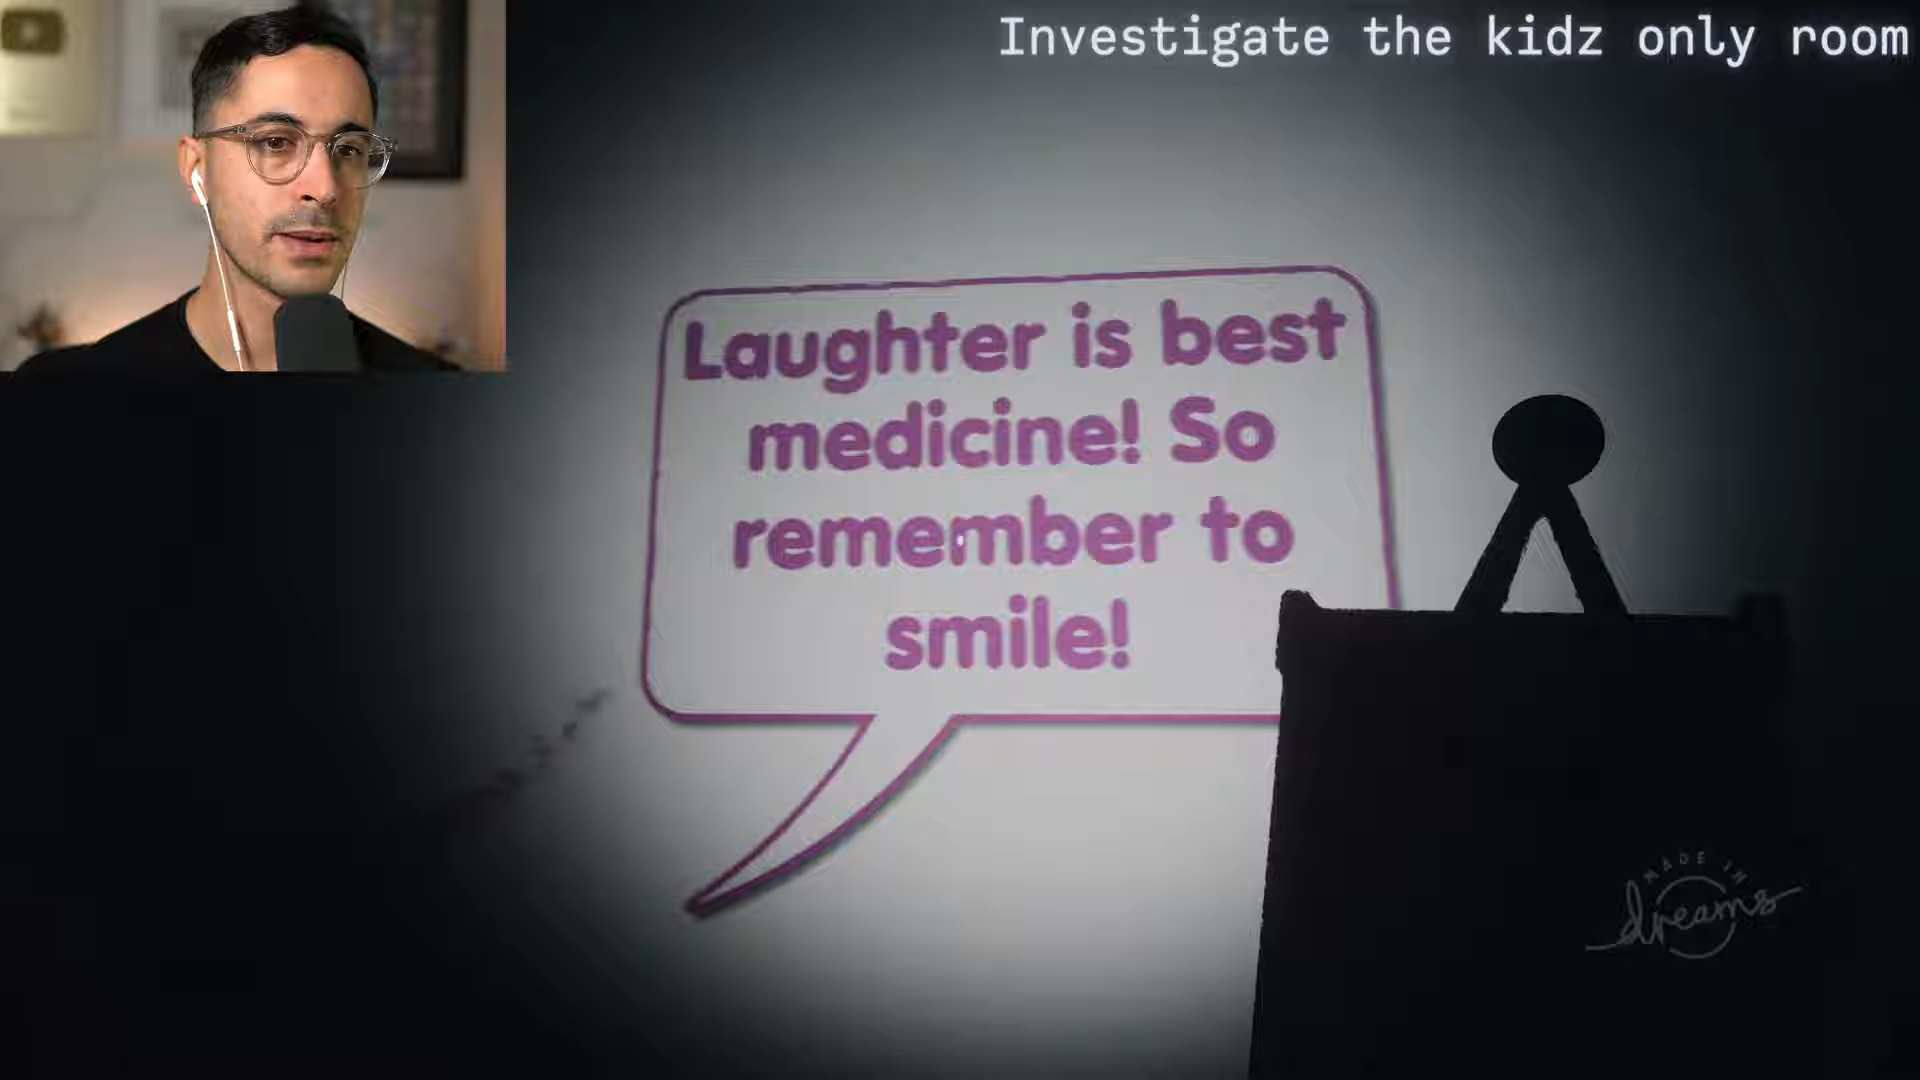 Investigate the kidz only room
Laughter is best
medicine! So
remember to
smile!
MADE IN
dreams